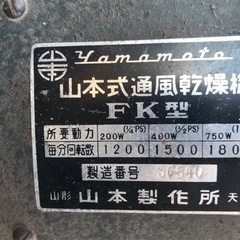 Yamamoto
山本式通風乾燥機
FK型
所要動力 200W (¼PS) 400W (½PS) 750W (1
毎分回転数 1200 1500 180
製造番号
山形 山本製作所 天